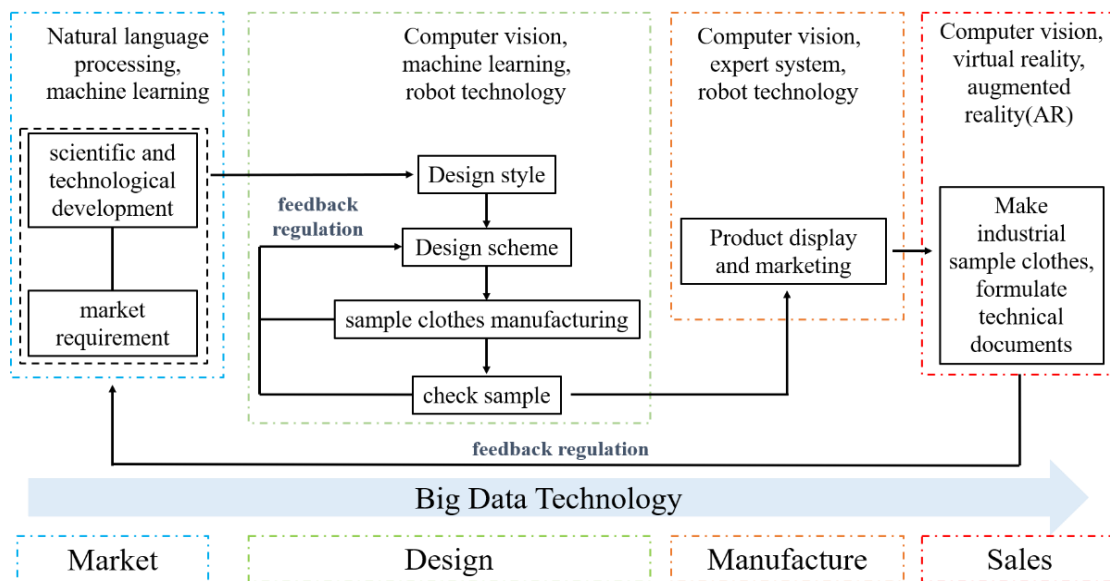 Natural language
processing,
machine learning
scientific and
technological
development
market
requirement
Computer vision,
machine learning,
robot technology
Design style
feedback
regulation
Design scheme
sample clothes manufacturing
check sample
Computer vision,
expert system,
robot technology
Product display
and marketing
Computer vision,
virtual reality,
augmented
reality(AR)
Make
industrial
sample clothes,
formulate
technical
documents
feedback regulation
Big Data Technology
Market
Design
Manufacture
Sales